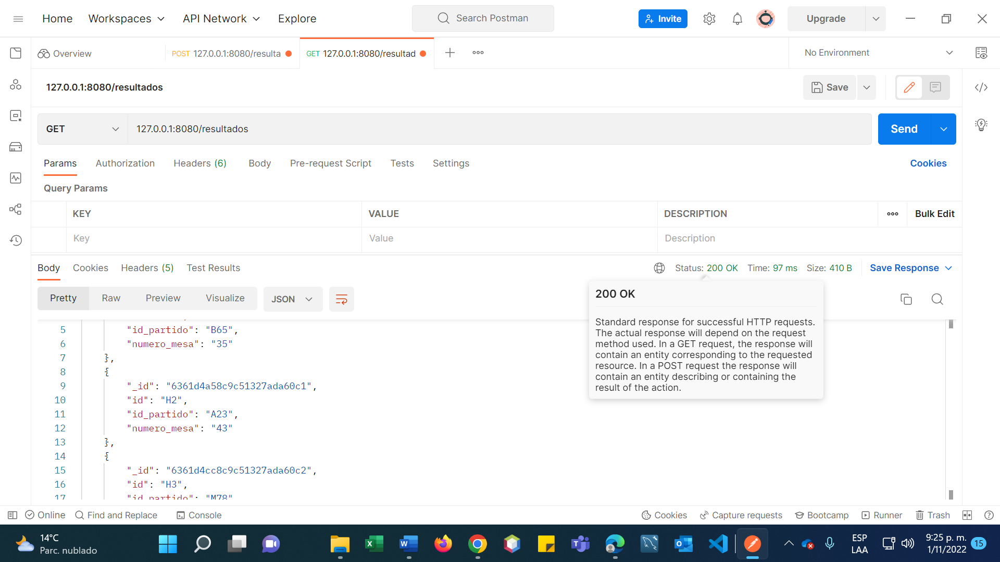 Home Workspaces API Network Explore Search Postman Invite Upgrade
Overview POST 127.0.0.1:8080/resulta GET 127.0.0.1:8080/resultad No Environment
127.0.0.1:8080/resultados Save
GET 127.0.0.1:8080/resultados Send
Params Authorization Headers (6) Body Pre-request Script Tests Settings Cookies
Query Params
KEY VALUE DESCRIPTION Bulk Edit
Key Value Description
Body Cookies Headers (5) Test Results Status: 200 OK Time: 97 ms Size: 410 B Save Response
Pretty Raw Preview Visualize JSON
200 OK
Standard response for successful HTTP requests.
The actual response will depend on the request
method used. In a GET request, the response will
contain an entity corresponding to the requested
resource. In a POST request the response will
contain an entity describing or containing the
result of the action.
5 "id_partido": "B65",
6 "numero_mesa": "35"
7 },
8 {
9 "_id": "6361d4a58c9c51327ada60c1",
10 "id": "H2",
11 "id_partido": "A23",
12 "numero_mesa": "43"
13 },
14 {
15 "_id": "6361d4cc8c9c51327ada60c2",
16 "id": "H3",
17 "id_partido": "M78"
Online Find and Replace Console Cookies Capture requests Bootcamp Runner Trash
14°C
Parc. nublado
ESP
LAA
9:25 p. m.
1/11/2022
15